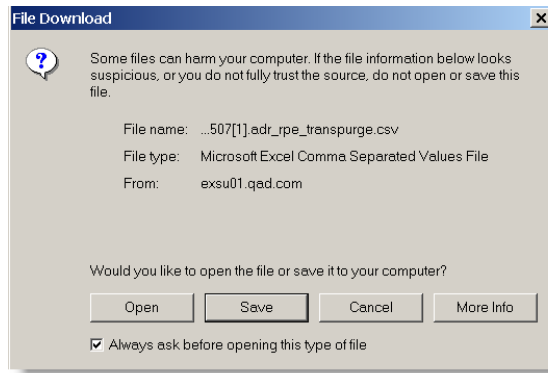 File Download
Some files can harm your computer. If the file information below looks
suspicious, or you do not fully trust the source, do not open or save this
file.
File name: ...507[1].adr_rpe_transpurge.csv
File type: Microsoft Excel Comma Separated Values File
From: exsu01.qad.com
Would you like to open the file or save it to your computer?
Open Save Cancel More Info
Always ask before opening this type of file